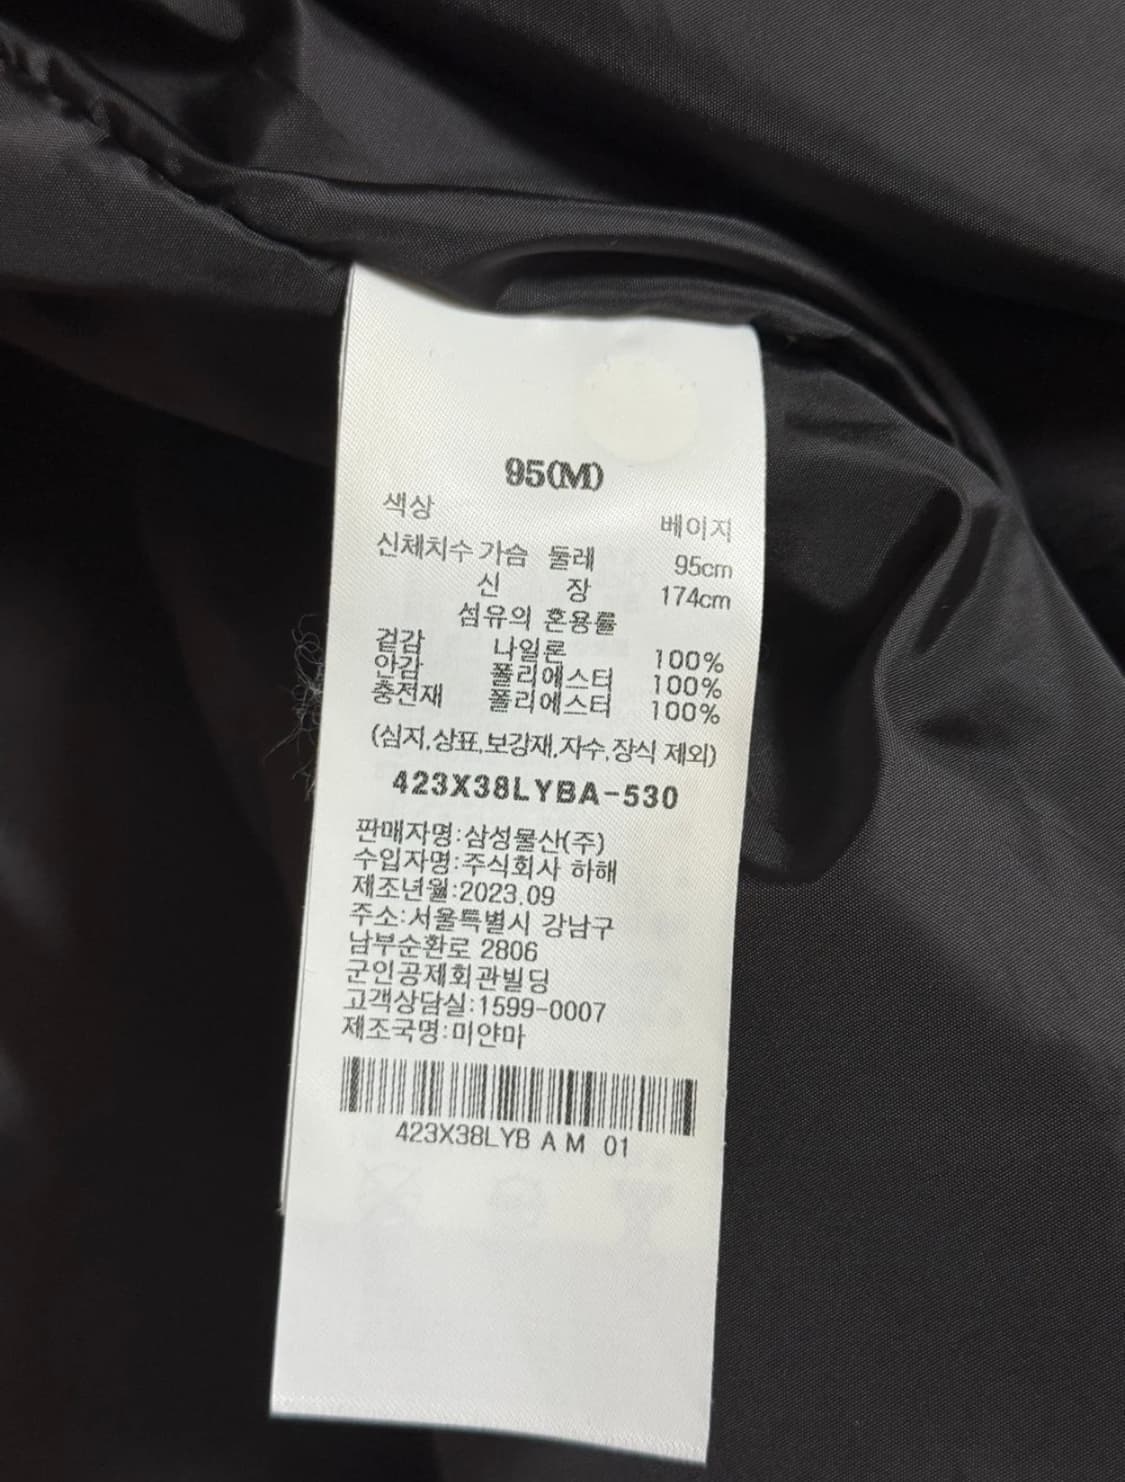 95(M)
색상 베이지
신체치수 가슴 둘레 95cm
신 장 174cm
섬유의 혼용률
겉감 나일론 100%
안감 폴리에스터 100%
충전재 폴리에스터 100%
(심지,상표,보강재,자수,장식 제외)
423X38LYBA-530
판매자명:삼성물산(주)
수입자명:주식회사 하해
제조년월:2023.09
주소:서울특별시 강남구
남부순환로 2806
군인공제회관빌딩
고객상담실:1599-0007
제조국명:미얀마
423X38LYB A M 01